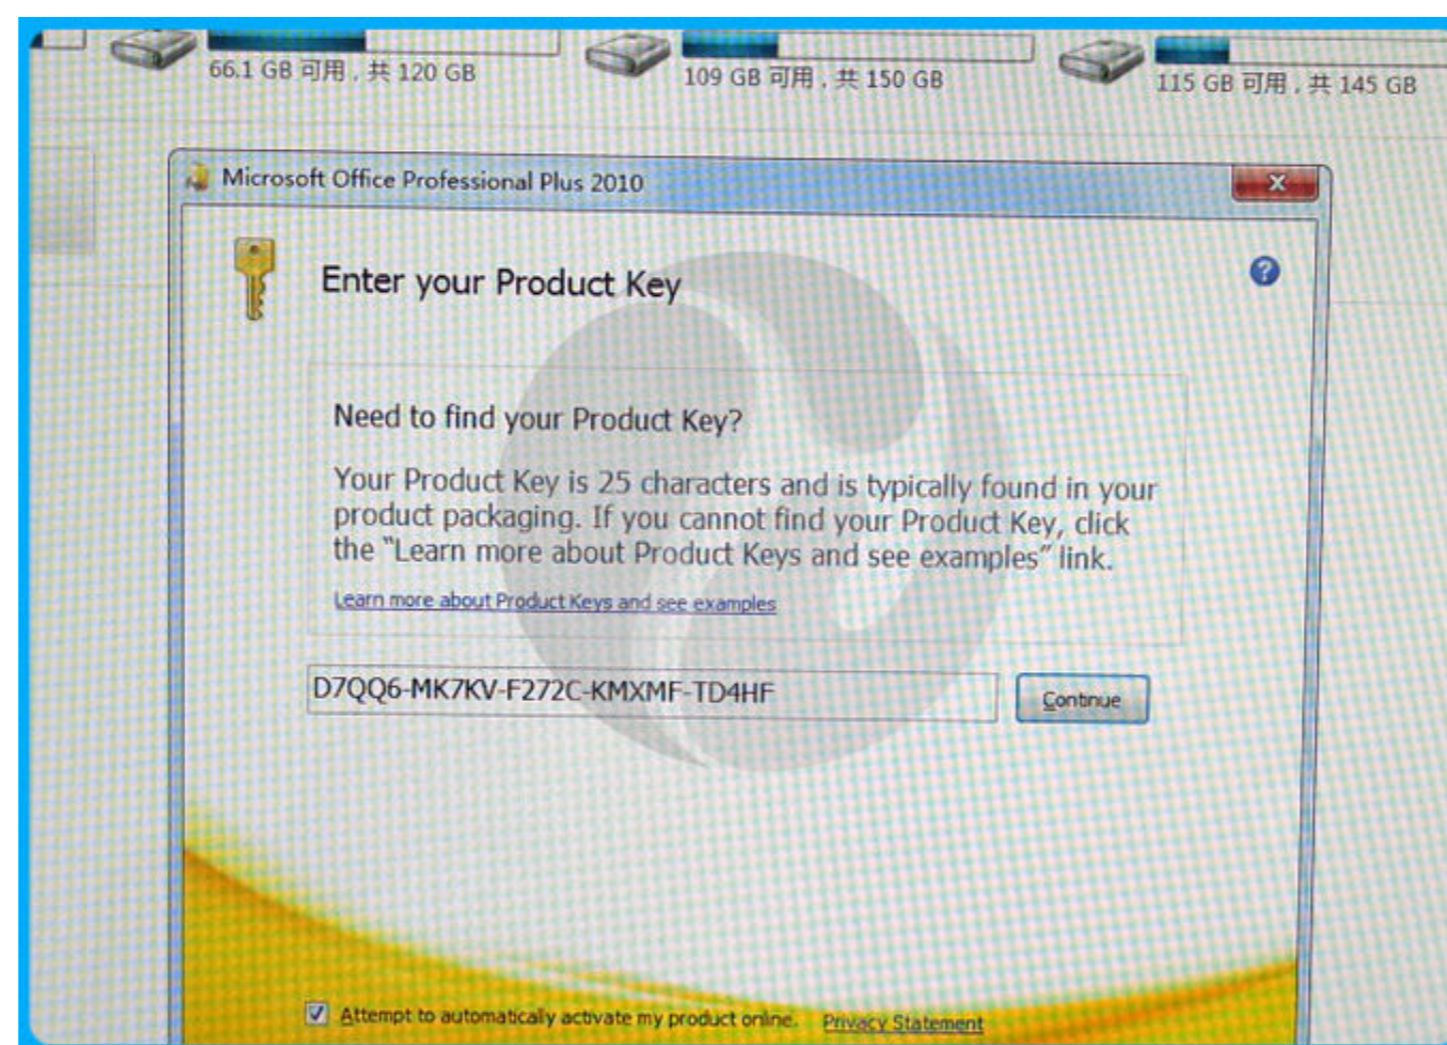 66.1 GB 可用，共 120 GB
109 GB 可用，共 150 GB
115 GB 可用，共 145 GB
Microsoft Office Professional Plus 2010
Enter your Product Key
Need to find your Product Key?
Your Product Key is 25 characters and is typically found in your
product packaging. If you cannot find your Product Key, click
the “Learn more about Product Keys and see examples” link.
Learn more about Product Keys and see examples
D7QQ6-MK7KV-F272C-KMXMF-TD4HF
Continue
Attempt to automatically activate my product online. Privacy Statement